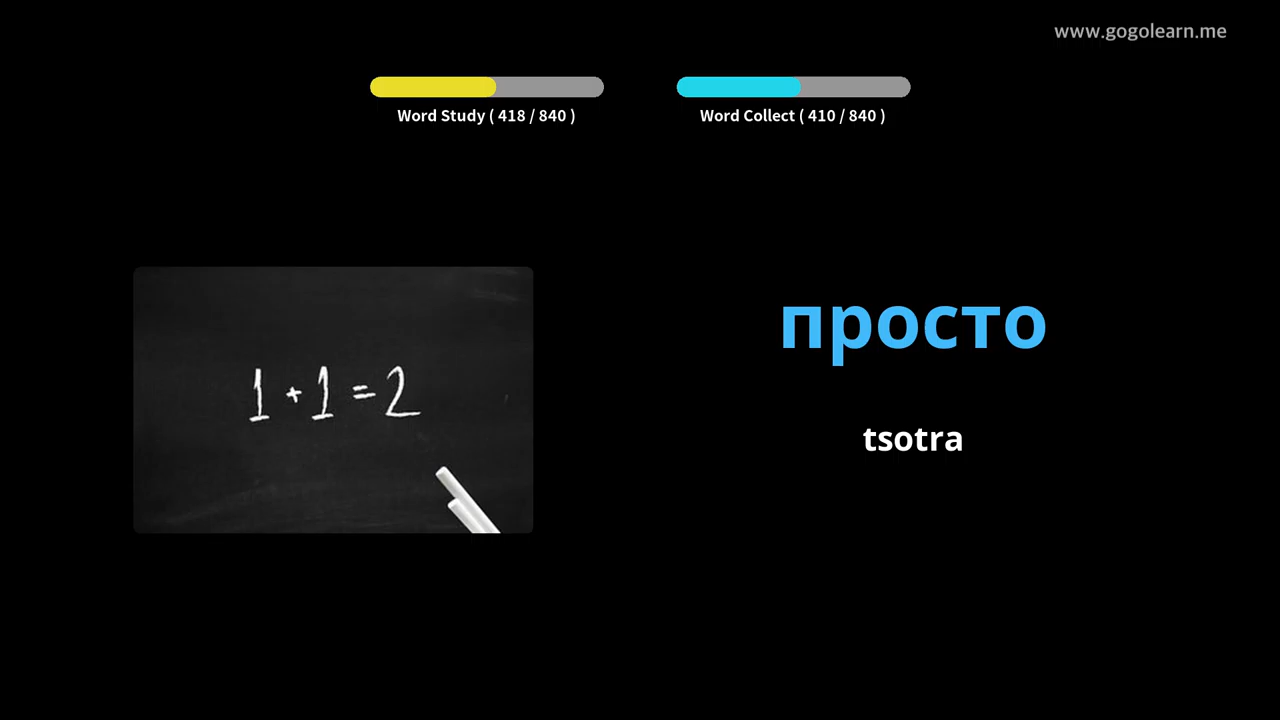 www.gogolearn.me
Word Study ( 418 / 840 )
Word Collect ( 410 / 840 )
1 + 1 = 2
просто
tsotra